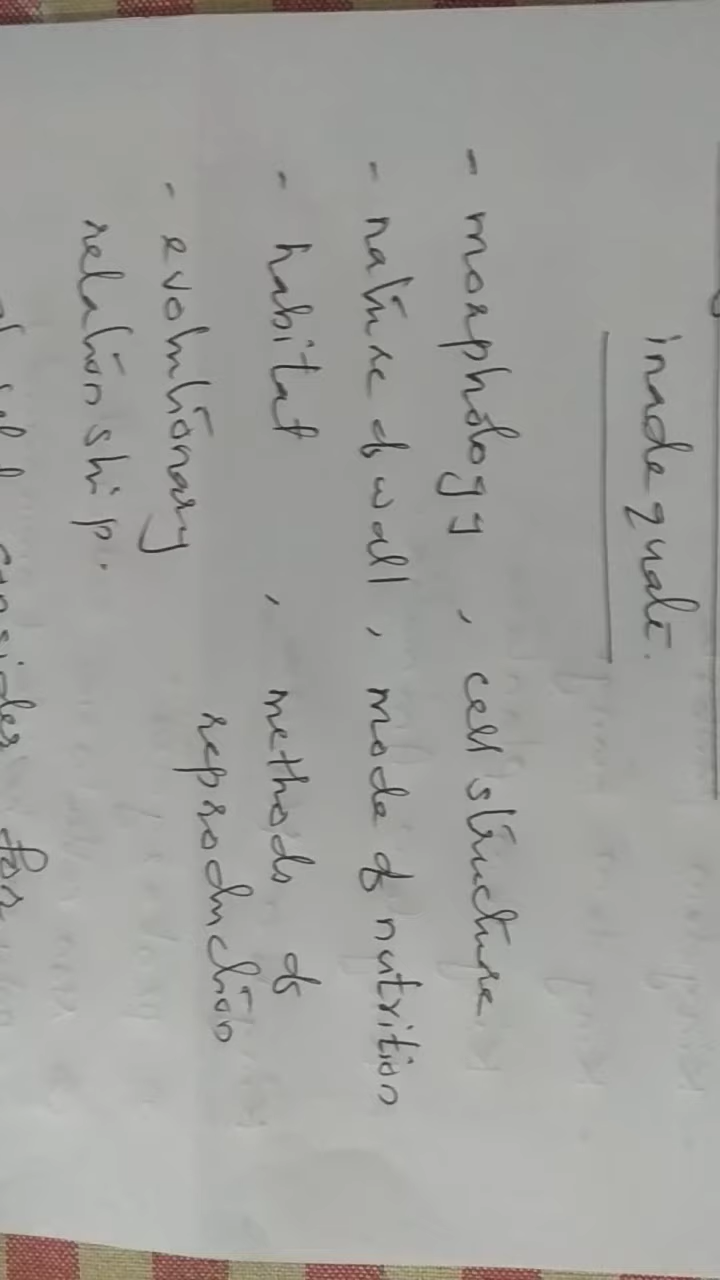 inadequate.
- morphology, cell structure
- nature of wall, mode of nutrition
- habitat, methods of
reproduction
- evolutionary
relationship.